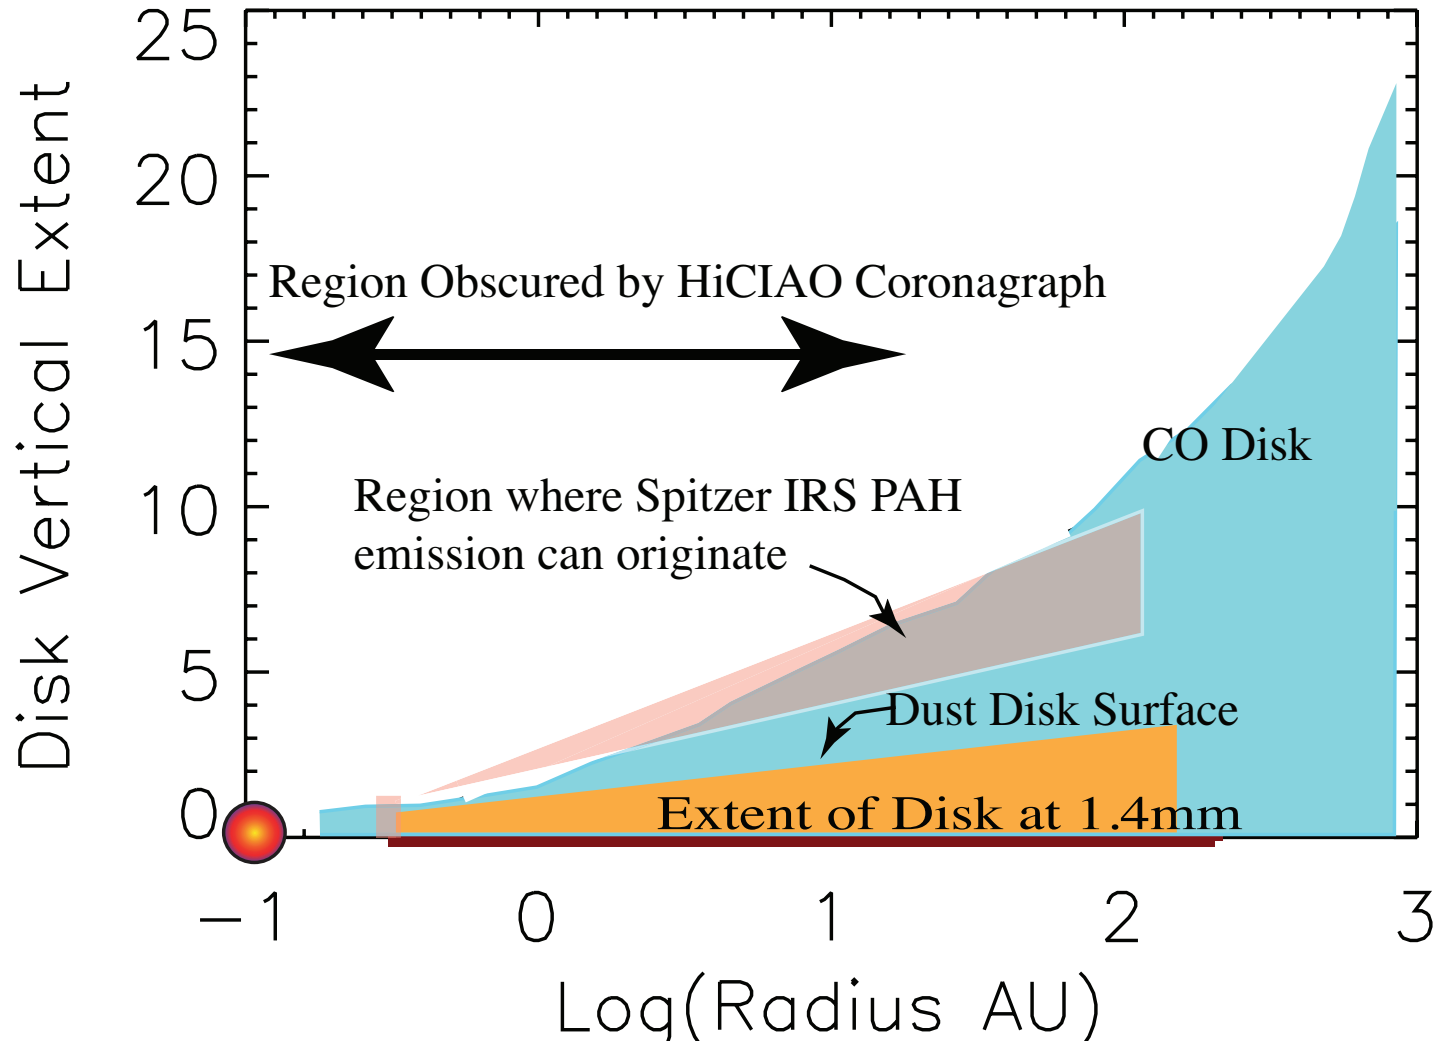 25
20
15
10
5
0
Disk Vertical Extent
Region Obscured by HiCIAO Coronagraph
CO Disk
Region where Spitzer IRS PAH
emission can originate
Dust Disk Surface
Extent of Disk at 1.4mm
-1 0 1 2 3
Log(Radius AU)